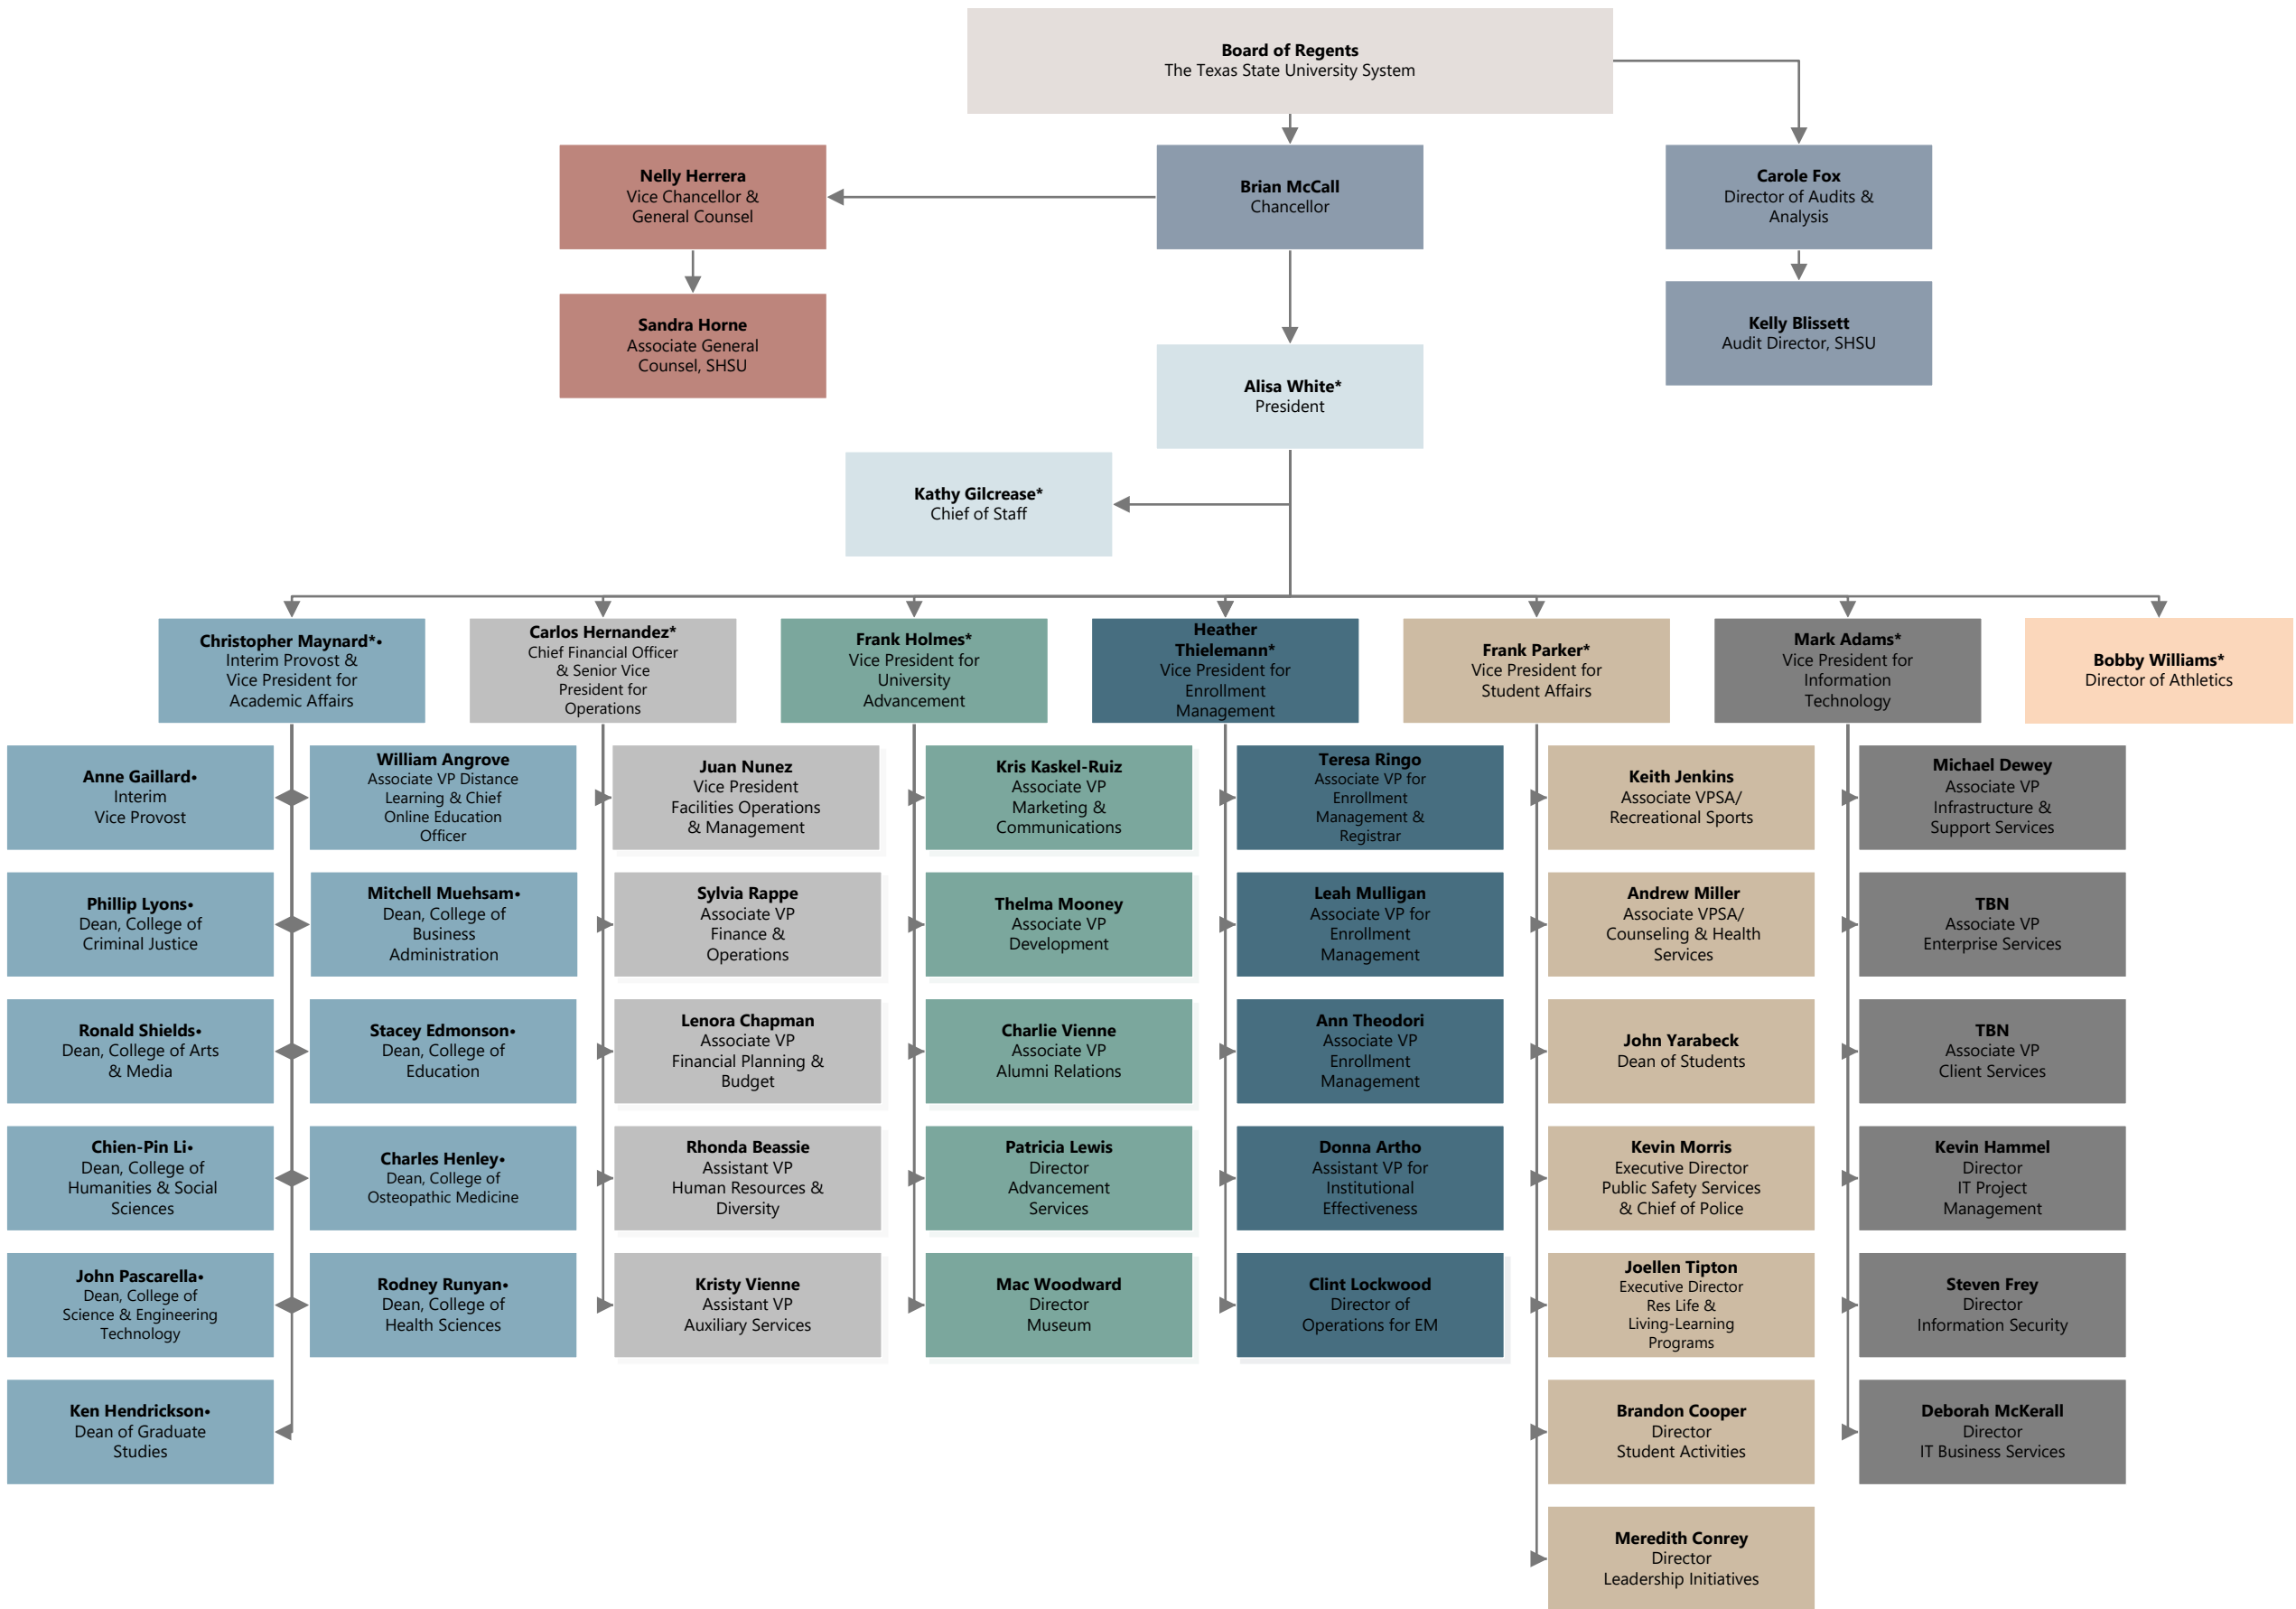 Board of Regents
The Texas State University System
Nelly Herrera
Vice Chancellor &
General Counsel
Brian McCall
Chancellor
Carole Fox
Director of Audits &
Analysis
Sandra Horne
Associate General
Counsel, SHSU
Kelly Blissett
Audit Director, SHSU
Alisa White*
President
Kathy Gilcrease*
Chief of Staff
Christopher Maynard*•
Interim Provost &
Vice President for
Academic Affairs
Carlos Hernandez*
Chief Financial Officer
& Senior Vice
President for
Operations
Frank Holmes*
Vice President for
University
Advancement
Heather
Thielemann*
Vice President for
Enrollment
Management
Frank Parker*
Vice President for
Student Affairs
Mark Adams*
Vice President for
Information
Technology
Bobby Williams*
Director of Athletics
Anne Gaillard•
Interim
Vice Provost
William Angrove
Associate VP Distance
Learning & Chief
Online Education
Officer
Juan Nunez
Vice President
Facilities Operations
& Management
Kris Kaskel-Ruiz
Associate VP
Marketing &
Communications
Teresa Ringo
Associate VP for
Enrollment
Management &
Registrar
Keith Jenkins
Associate VPSA/
Recreational Sports
Michael Dewey
Associate VP
Infrastructure &
Support Services
Phillip Lyons•
Dean, College of
Criminal Justice
Mitchell Muehsam•
Dean, College of
Business
Administration
Sylvia Rappe
Associate VP
Finance &
Operations
Thelma Mooney
Associate VP
Development
Leah Mulligan
Associate VP for
Enrollment
Management
Andrew Miller
Associate VPSA/
Counseling & Health
Services
TBN
Associate VP
Enterprise Services
Ronald Shields•
Dean, College of Arts
& Media
Stacey Edmonson•
Dean, College of
Education
Lenora Chapman
Associate VP
Financial Planning &
Budget
Charlie Vienne
Associate VP
Alumni Relations
Ann Theodori
Associate VP
Enrollment
Management
John Yarabeck
Dean of Students
TBN
Associate VP
Client Services
Chien-Pin Li•
Dean, College of
Humanities & Social
Sciences
Charles Henley•
Dean, College of
Osteopathic Medicine
Rhonda Beassie
Assistant VP
Human Resources &
Diversity
Patricia Lewis
Director
Advancement
Services
Donna Artho
Assistant VP for
Institutional
Effectiveness
Kevin Morris
Executive Director
Public Safety Services
& Chief of Police
Kevin Hammel
Director
IT Project
Management
John Pascarella•
Dean, College of
Science & Engineering
Technology
Rodney Runyan•
Dean, College of
Health Sciences
Kristy Vienne
Assistant VP
Auxiliary Services
Mac Woodward
Director
Museum
Clint Lockwood
Director of
Operations for EM
Joellen Tipton
Executive Director
Res Life &
Living-Learning
Programs
Steven Frey
Director
Information Security
Ken Hendrickson•
Dean of Graduate
Studies
Brandon Cooper
Director
Student Activities
Deborah McKerall
Director
IT Business Services
Meredith Conrey
Director
Leadership Initiatives